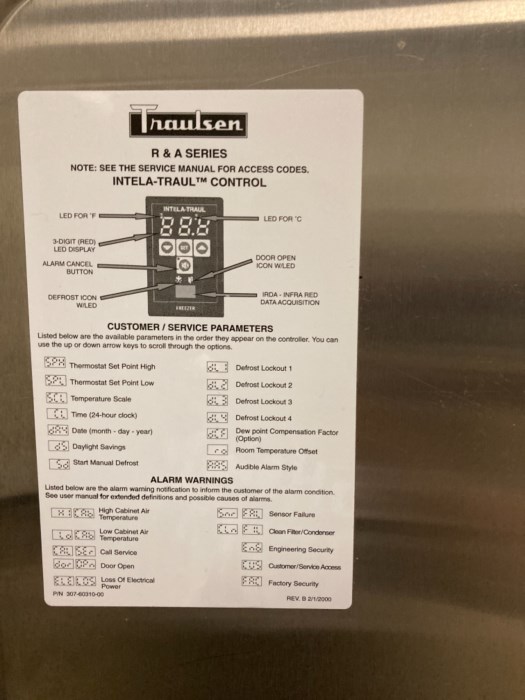 Traulsen
R & A SERIES
NOTE: SEE THE SERVICE MANUAL FOR ACCESS CODES.
INTELA-TRAUL™ CONTROL
LED FOR °F
3-DIGIT (RED)
LED DISPLAY
ALARM CANCEL
BUTTON
DEFROST ICON
W/LED
INTELA-TRAUL
LED FOR °C
DOOR OPEN
ICON W/LED
IRDA - INFRA RED
DATA ACQUISITION
CUSTOMER / SERVICE PARAMETERS
Listed below are the available parameters in the order they appear on the controller. You can
use the up or down arrow keys to scroll through the options.
Thermostat Set Point High
Thermostat Set Point Low
Temperature Scale
Time (24-hour clock)
Date (month - day - year)
Daylight Savings
Start Manual Defrost
Defrost Lockout 1
Defrost Lockout 2
Defrost Lockout 3
Defrost Lockout 4
Dew point Compensation Factor
(Option)
Room Temperature Offset
Audible Alarm Style
ALARM WARNINGS
Listed below are the alarm warning notification to inform the customer of the alarm condition.
See user manual for extended definitions and possible causes of alarms.
High Cabinet Air
Temperature
Low Cabinet Air
Temperature
Call Service
Door Open
Loss Of Electrical
Power
Sensor Failure
Clean Filter/Condenser
Engineering Security
Customer/Service Access
Factory Security
P/N 307-60310-00
REV. B 2/1/2000